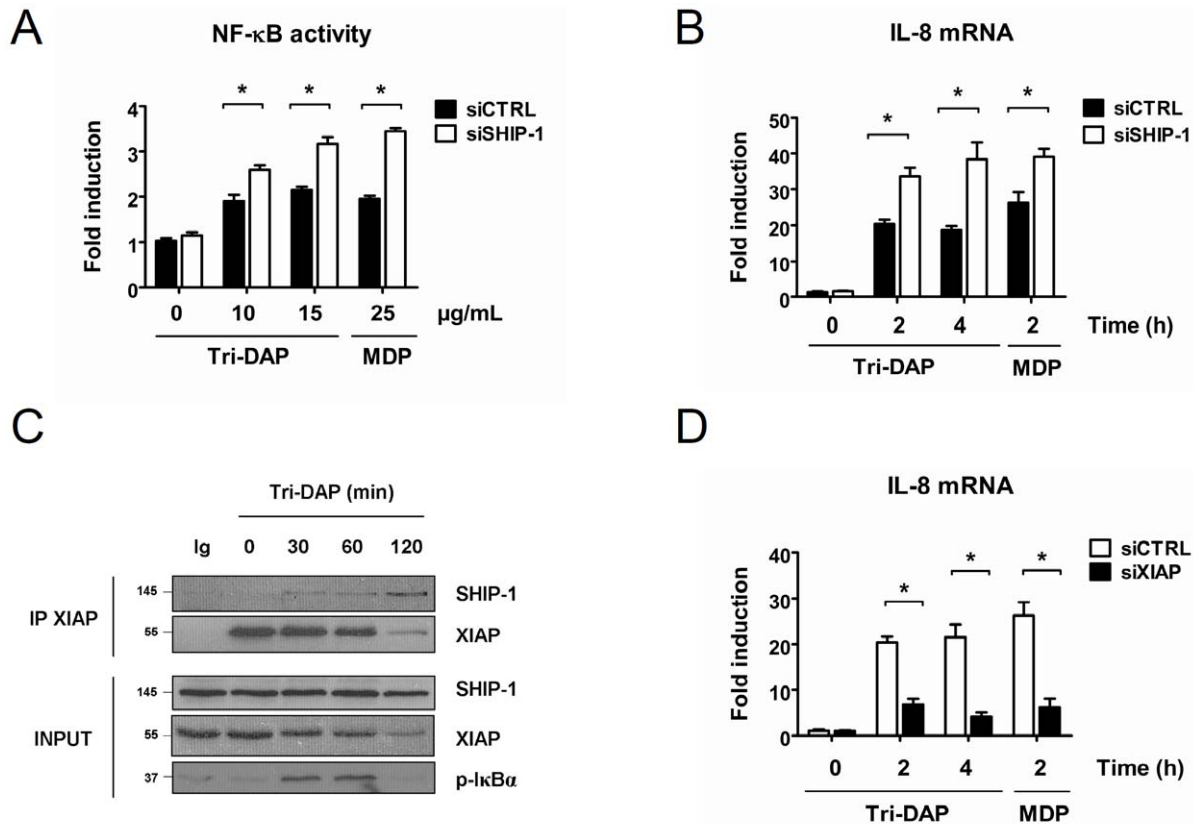 A
NF-κB activity
* * *
siCTRL
siSHIP-1
Fold induction
4
3
2
1
0
0 10 15 25 µg/mL
Tri-DAP MDP
B
IL-8 mRNA
* * *
siCTRL
siSHIP-1
Fold induction
50
40
30
20
10
0
0 2 4 2 Time (h)
Tri-DAP MDP
C
Tri-DAP (min)
Ig 0 30 60 120
IP XIAP
145 SHIP-1
55 XIAP
INPUT
145 SHIP-1
55 XIAP
37 p-IκBα
D
IL-8 mRNA
* * *
siCTRL
siXIAP
Fold induction
40
30
20
10
0
0 2 4 2 Time (h)
Tri-DAP MDP